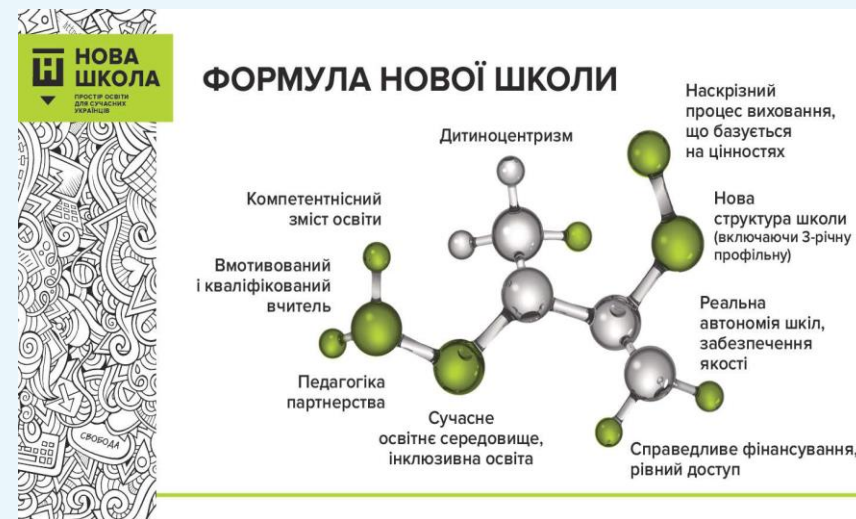 НОВА
ШКОЛА
ПРОСТІР ОСВІТИ
ДЛЯ СУЧАСНИХ
УКРАЇНЦІВ
ФОРМУЛА НОВОЇ ШКОЛИ
Дитиноцентризм
Наскрізний
процес виховання,
що базується
на цінностях
Компетентнісний
зміст освіти
Нова
структура школи
(включаючи 3-річну
профільну)
Вмотивований
і кваліфікований
вчитель
Реальна
автономія шкіл,
забезпечення
якості
Педагогіка
партнерства
Сучасне
освітнє середовище,
інклюзивна освіта
Справедливе фінансування,
рівний доступ
СВОБОДА